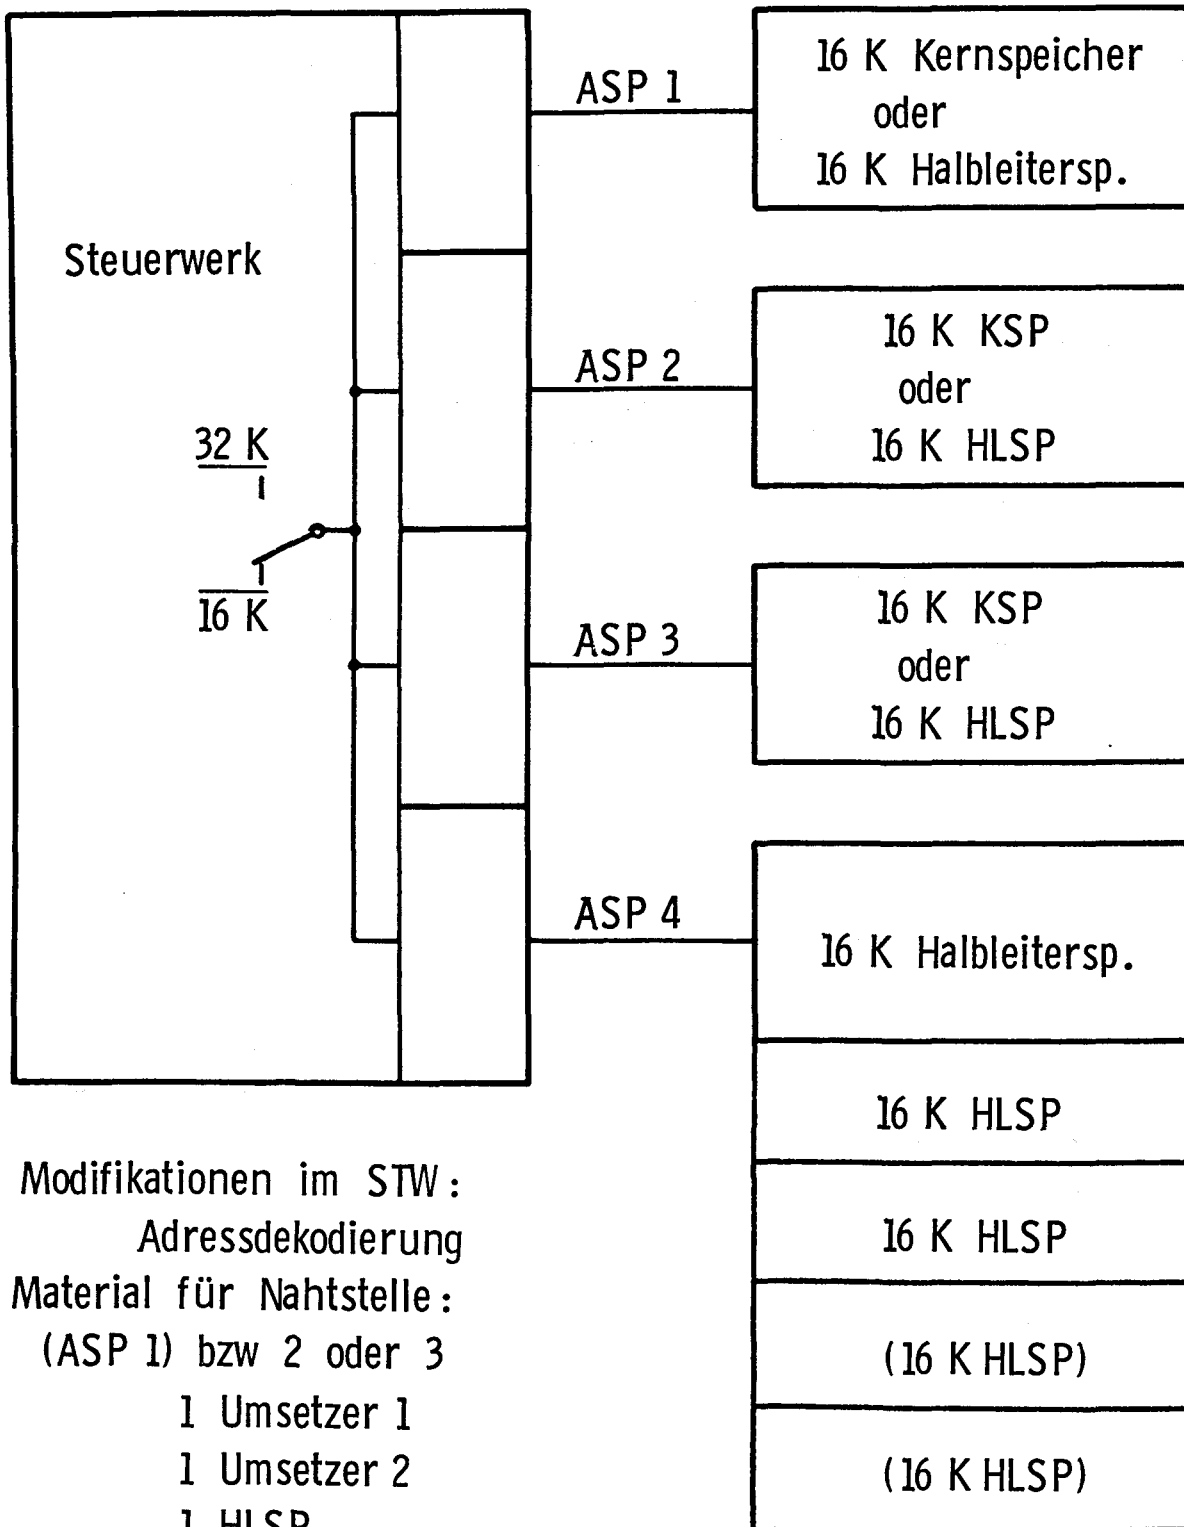 ASP 1
16 K Kernspeicher
oder
16 K Halbleitersp.
Steuerwerk
ASP 2
16 K KSP
oder
16 K HLSP
32 K
16 K
ASP 3
16 K KSP
oder
16 K HLSP
ASP 4
16 K Halbleitersp.
16 K HLSP
16 K HLSP
(16 K HLSP)
(16 K HLSP)
Modifikationen im STW:
Adressdekodierung
Material für Nahtstelle:
(ASP 1) bzw 2 oder 3
1 Umsetzer 1
1 Umsetzer 2
1 HLSP